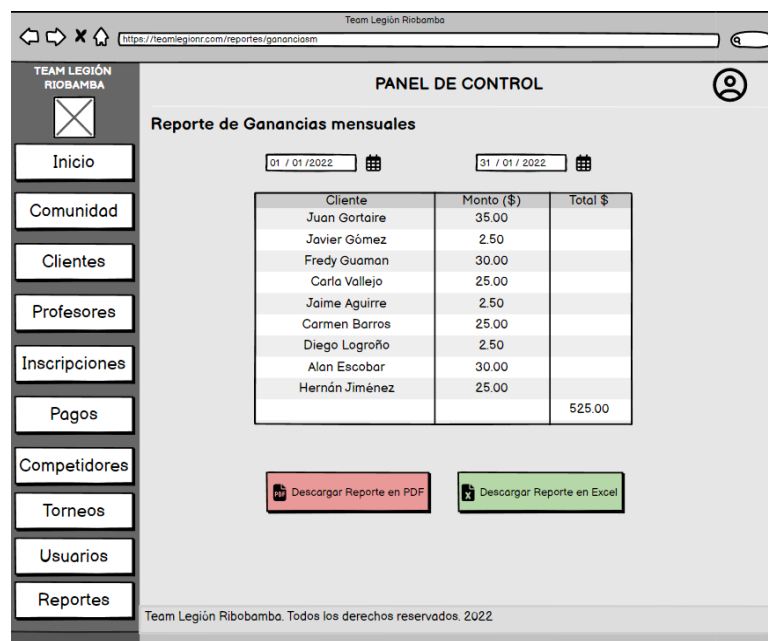 Team Legión Riobamba
https://teamlegionr.com/reportes/gananciasm
TEAM LEGIÓN
RIOBAMBA
PANEL DE CONTROL
Reporte de Ganancias mensuales
Inicio
Comunidad
Clientes
Profesores
Inscripciones
Pagos
Competidores
Torneos
Usuarios
Reportes
01 / 01 /2022
31 / 01 / 2022
Cliente Monto ($) Total $
Juan Gortaire 35.00
Javier Gómez 2.50
Fredy Guaman 30.00
Carla Vallejo 25.00
Jaime Aguirre 2.50
Carmen Barros 25.00
Diego Logroño 2.50
Alan Escobar 30.00
Hernán Jiménez 25.00
525.00
PDF Descargar Reporte en PDF
X Descargar Reporte en Excel
Team Legión Ribobamba. Todos los derechos reservados. 2022